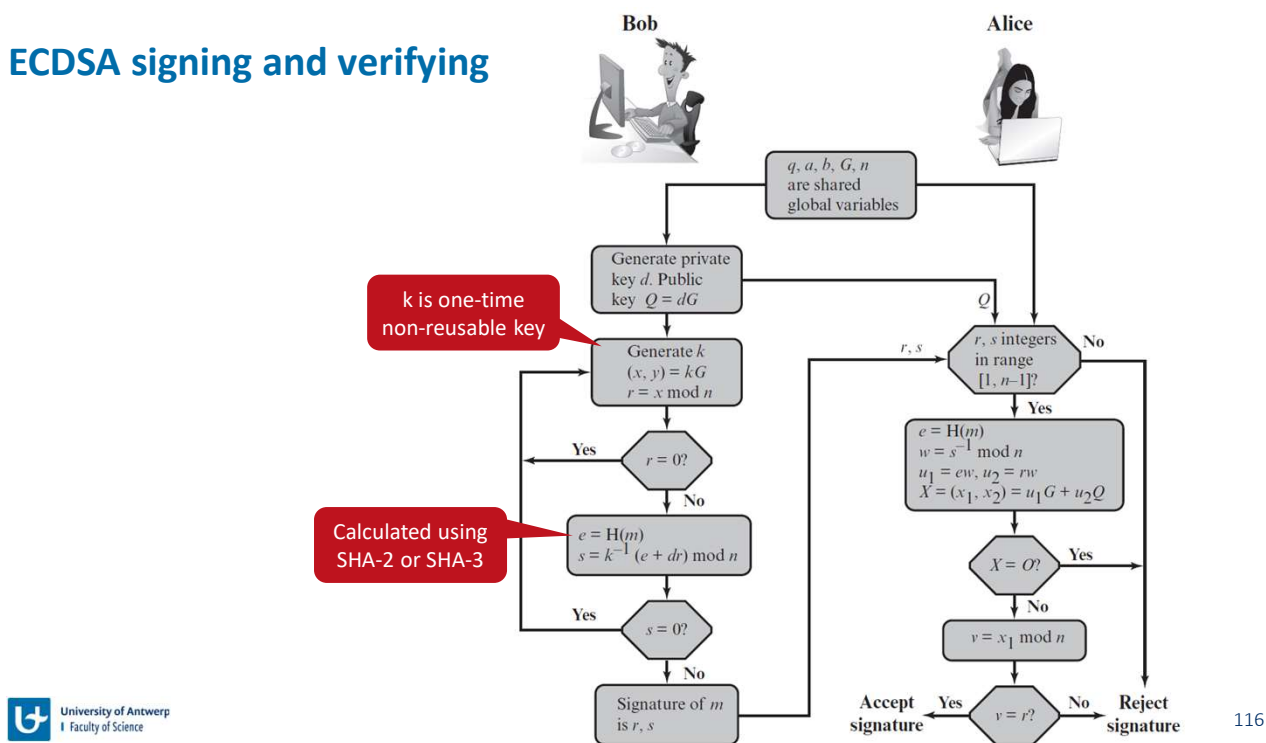 ECDSA signing and verifying
Bob
Alice
q, a, b, G, n
are shared
global variables
Generate private
key d. Public
key Q = dG
Q
k is one-time
non-reusable key
Generate k
(x, y) = kG
r = x mod n
Yes
r = 0?
No
Calculated using
SHA-2 or SHA-3
e = H(m)
s = k⁻¹ (e + dr) mod n
Yes
s = 0?
No
Signature of m
is r, s
r, s
r, s integers
in range
[1, n–1]?
No
Yes
e = H(m)
w = s⁻¹ mod n
u₁ = ew, u₂ = rw
X = (x₁, x₂) = u₁G + u₂Q
X = O?
Yes
No
v = x₁ mod n
v = r?
Yes
Accept
signature
No
Reject
signature
University of Antwerp
Faculty of Science
116